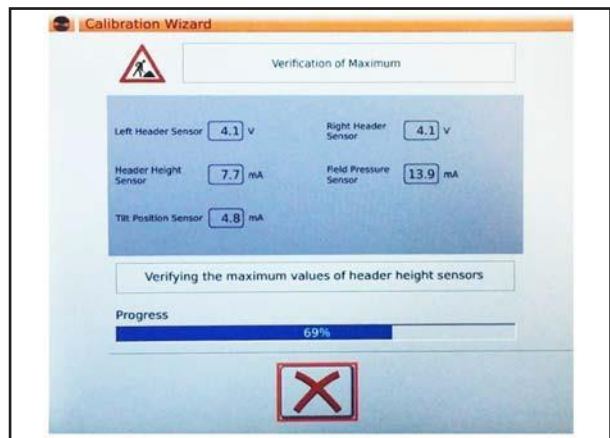 Calibration Wizard
Verification of Maximum
Left Header Sensor 4.1 V
Right Header
Sensor 4.1 V
Header Height
Sensor 7.7 mA
Field Pressure
Sensor 13.9 mA
Tilt Position Sensor 4.8 mA
Verifying the maximum values of header height sensors
Progress
69%